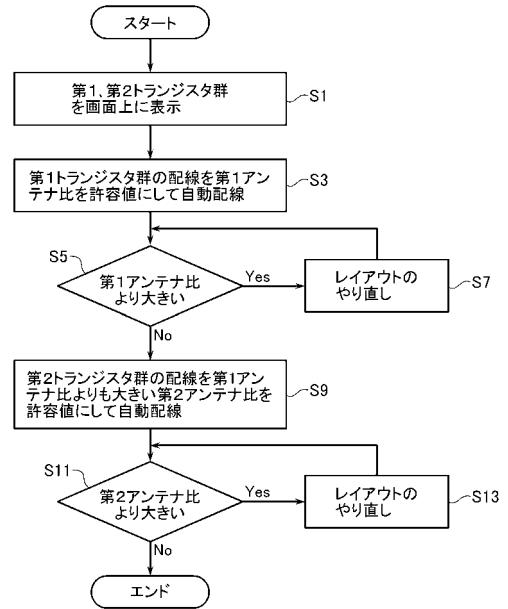 スタート
第1、第2トランジスタ群
を画面上に表示
S1
第1トランジスタ群の配線を第1アン
テナ比を許容値にして自動配線
S3
S5
第1アンテナ比
より大きい
Yes
レイアウトの
やり直し
S7
No
第2トランジスタ群の配線を第1アン
テナ比よりも大きい第2アンテナ比を
許容値にして自動配線
S9
S11
第2アンテナ比
より大きい
Yes
レイアウトの
やり直し
S13
No
エンド